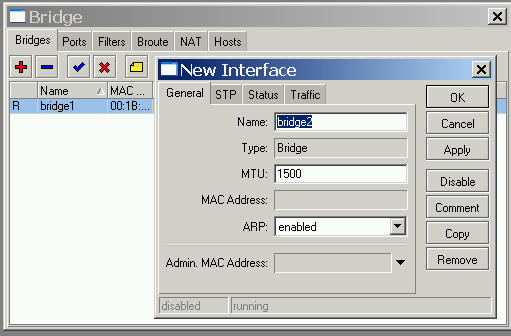 Bridge
Bridges Ports Filters Broute NAT Hosts
Name MAC ...
R bridge1 00:1B:...
New Interface
General STP Status Traffic
Name: bridge2
Type: Bridge
MTU: 1500
MAC Address:
ARP: enabled
Admin. MAC Address:
OK
Cancel
Apply
Disable
Comment
Copy
Remove
disabled running